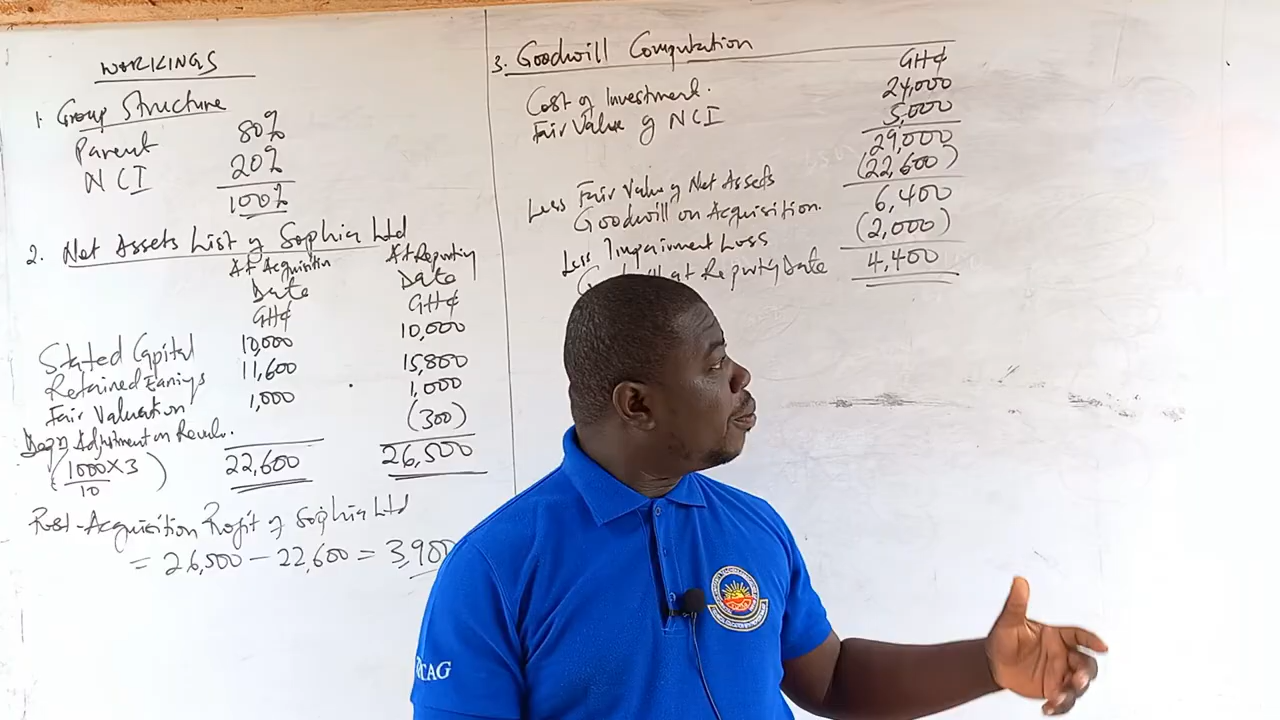 WORKINGS
1. Group Structure
Parent 80%
NCI 20%
100%
2. Net Assets List of Sophia Ltd
At Acquisition Date GH¢
At Reporting Date GH¢
Stated Capital 10,000 10,000
Retained Earnings 11,600 15,800
Fair Valuation 1,000 1,000
Adjustment on (300)
(1000 × 3
10 )
22,600 26,500
Post-Acquisition Profit of Sophia Ltd
= 26,500 - 22,600 = 3,900
3. Goodwill Computation
GH¢
Cost of Investment. 24,000
Fair Value of NCI 5,000
29,000
Less Fair Value of Net Assets (22,600)
Goodwill on Acquisition. 6,400
Less Impairment Loss (2,000)
at Reporting Date 4,400
CAG